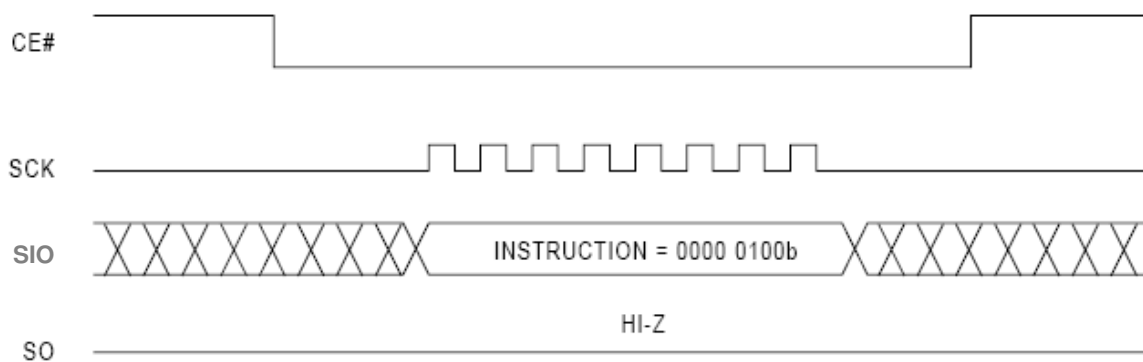 CE#
SCK
SIO
INSTRUCTION = 0000 0100b
HI-Z
SO